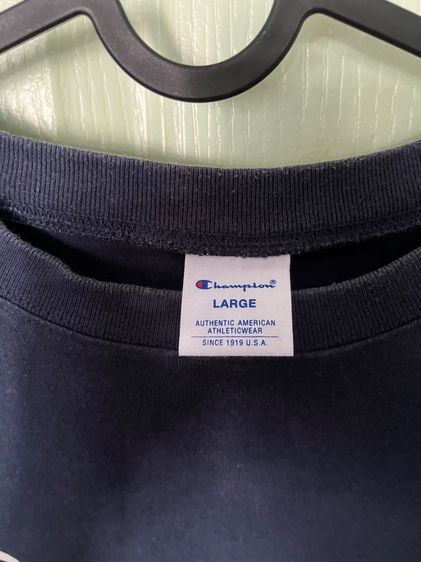 Champion®
LARGE
AUTHENTIC AMERICAN
ATHLETICWEAR
SINCE 1919 U.S.A.